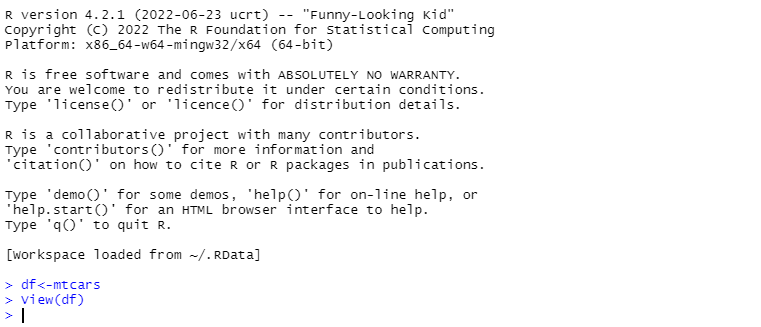 R version 4.2.1 (2022-06-23 ucrt) -- "Funny-Looking Kid"
Copyright (C) 2022 The R Foundation for Statistical Computing
Platform: x86_64-w64-mingw32/x64 (64-bit)
R is free software and comes with ABSOLUTELY NO WARRANTY.
You are welcome to redistribute it under certain conditions.
Type 'license()' or 'licence()' for distribution details.
R is a collaborative project with many contributors.
Type 'contributors()' for more information and
'citation()' on how to cite R or R packages in publications.
Type 'demo()' for some demos, 'help()' for on-line help, or
'help.start()' for an HTML browser interface to help.
Type 'q()' to quit R.
[Workspace loaded from ~/.RData]
> df<-mtcars
> View(df)
>